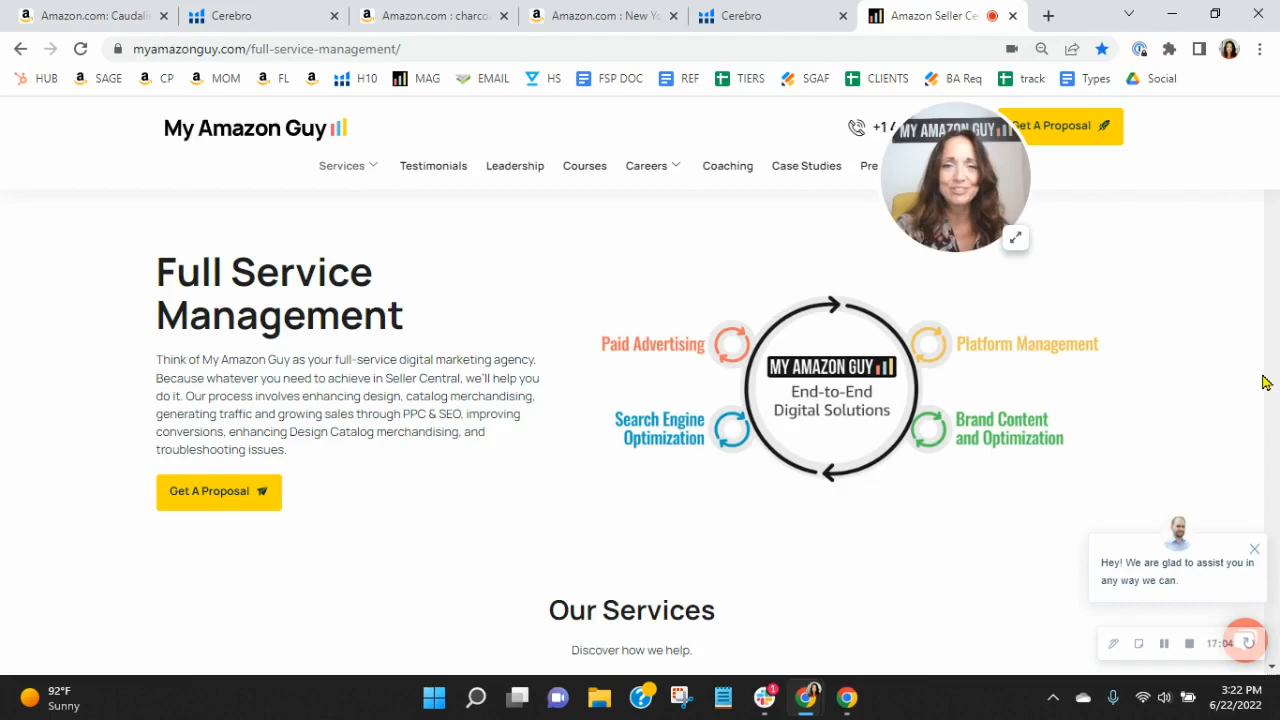 Amazon.com: Caudali
Cerebro
Amazon.com : charco
Amazon.com : New Yo
Cerebro
Amazon Seller Ce
myamazonguy.com/full-service-management/
HUB
SAGE
CP
MOM
FL
H10
MAG
EMAIL
HS
FSP DOC
REF
TIERS
SGAF
CLIENTS
BA Req
track
Types
Social
My Amazon Guy
+1
MY AMAZON GUY
Get A Proposal
Services
Testimonials
Leadership
Courses
Careers
Coaching
Case Studies
Pre
Full Service
Management
Think of My Amazon Guy as your full-service digital marketing agency.
Because whatever you need to achieve in Seller Central, we'll help you
do it. Our process involves enhancing design, catalog merchandising,
generating traffic and growing sales through PPC & SEO, improving
conversions, enhancing Design Catalog merchandising, and
troubleshooting issues.
Get A Proposal
Paid Advertising
Platform Management
MY AMAZON GUY
End-to-End
Digital Solutions
Search Engine
Optimization
Brand Content
and Optimization
Hey! We are glad to assist you in
any way we can.
Our Services
Discover how we help.
17:04
92°F
Sunny
1
3:22 PM
6/22/2022